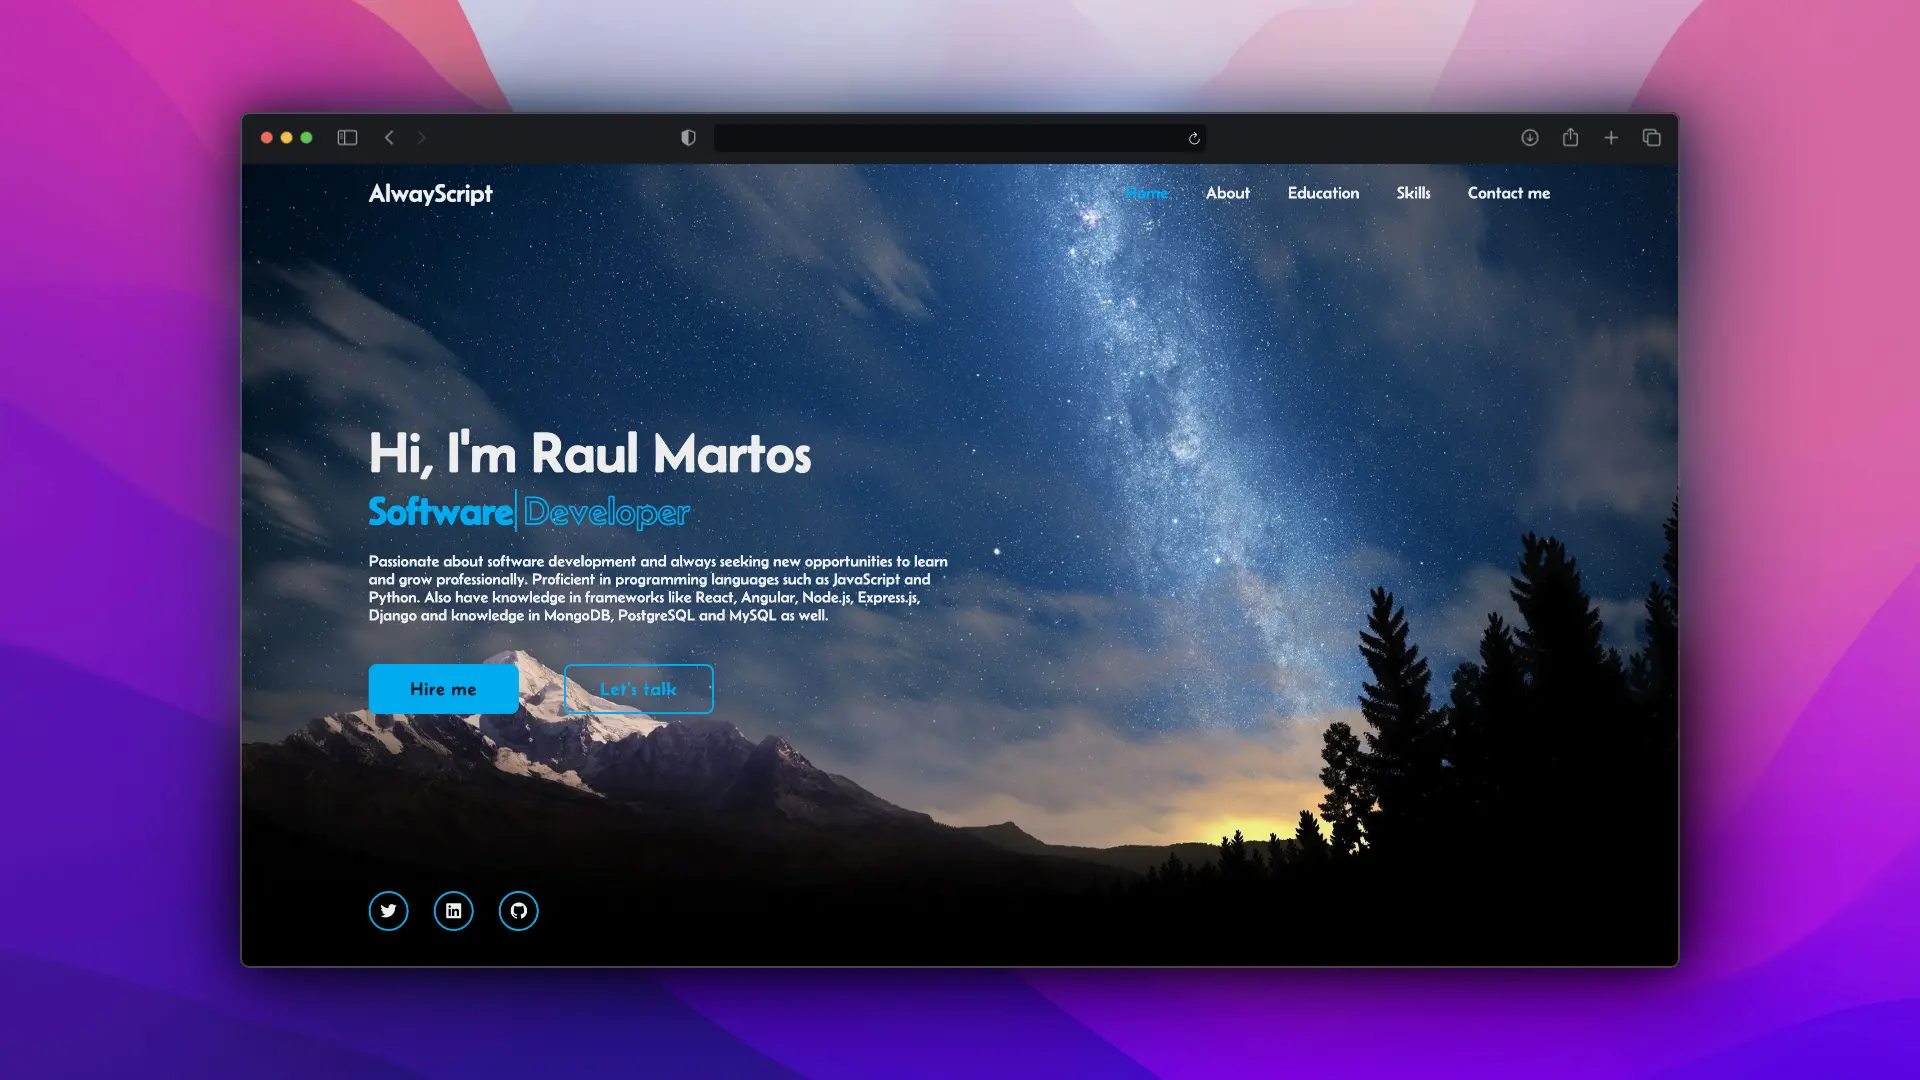 AlwayScript
Home About Education Skills Contact me
Hi, I'm Raul Martos
Software Developer
Passionate about software development and always seeking new opportunities to learn
and grow professionally. Proficient in programming languages such as JavaScript and
Python. Also have knowledge in frameworks like React, Angular, Node.js, Express.js,
Django and knowledge in MongoDB, PostgreSQL and MySQL as well.
Hire me Let's talk